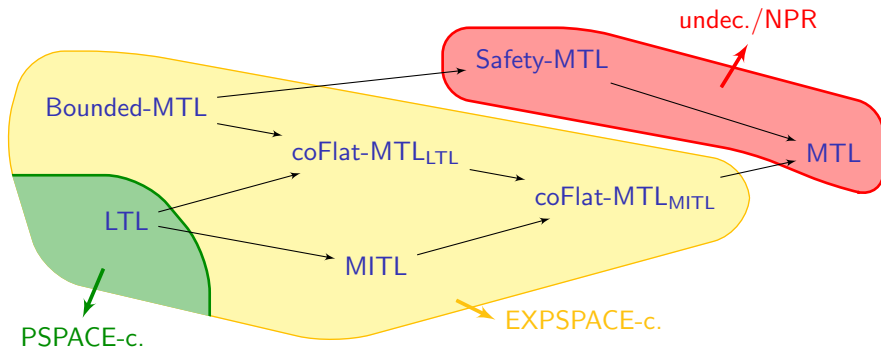 undec./NPR
Safety-MTL
Bounded-MTL
coFlat-MTL_LTL
MTL
coFlat-MTL_MITL
LTL
MITL
EXPSPACE-c.
PSPACE-c.